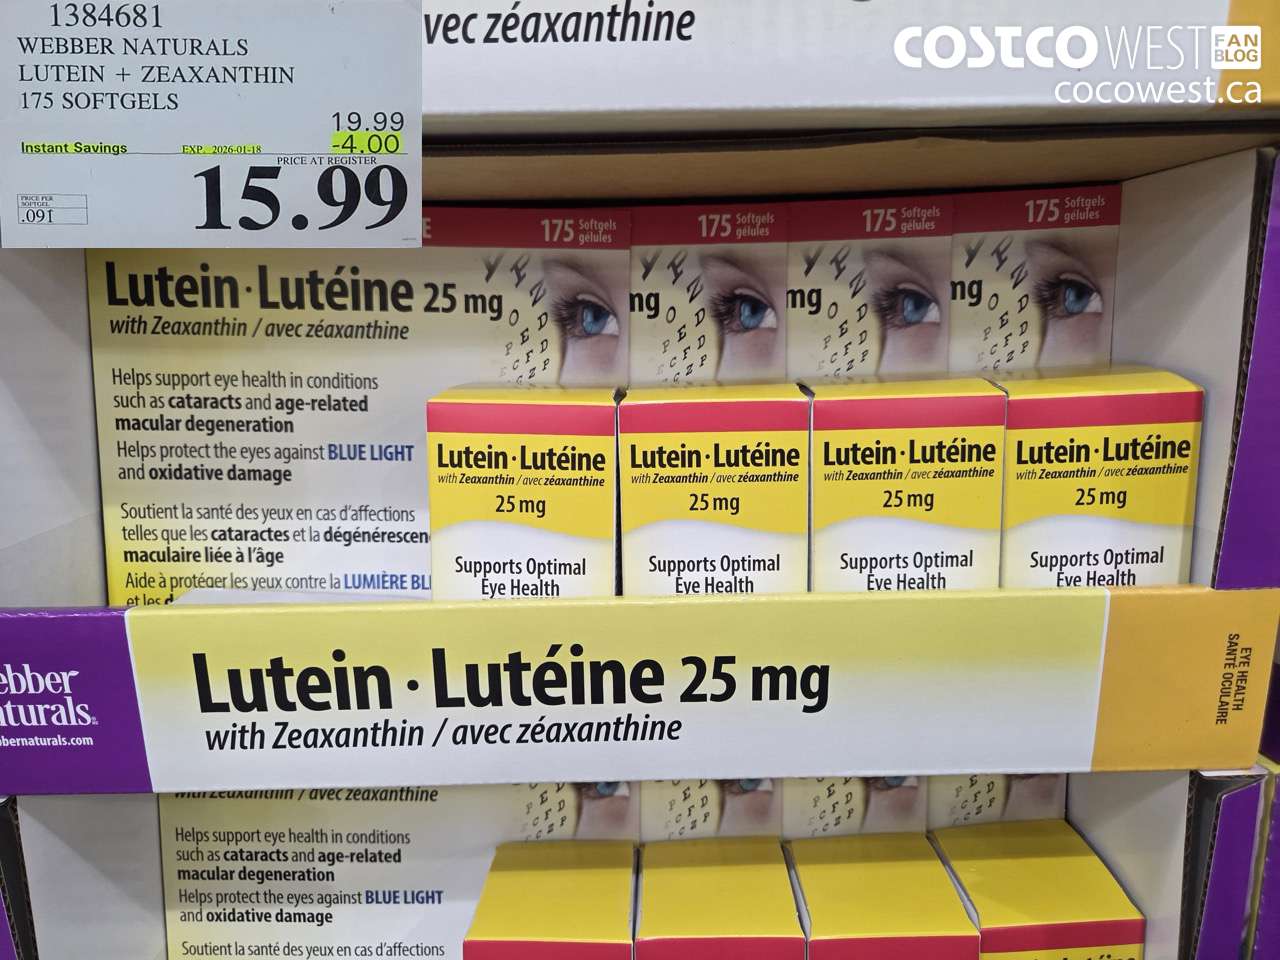 1384681
WEBBER NATURALS
LUTEIN + ZEAXANTHIN
175 SOFTGELS
19.99
Instant Savings EXP. 2026-01-18 -4.00
PRICE AT REGISTER
15.99
PRICE PER
SOFTGEL
.091
avec zéaxanthine
COSTCO WEST FAN BLOG
cocowest.ca
175 Softgels gélules
175 Softgels gélules
175 Softgels gélules
175 Softgels gélules
Lutein · Lutéine 25 mg
with Zeaxanthin / avec zéaxanthine
mg
mg
mg
Helps support eye health in conditions
such as cataracts and age-related
macular degeneration
Helps protect the eyes against BLUE LIGHT
and oxidative damage
Soutient la santé des yeux en cas d'affections
telles que les cataractes et la dégénérescen
maculaire liée à l'âge
Aide à protéger les yeux contre la LUMIÈRE BL
et les
Lutein · Lutéine
with Zeaxanthin / avec zéaxanthine
25 mg
Supports Optimal
Eye Health
Lutein · Lutéine
with Zeaxanthin / avec zéaxanthine
25 mg
Supports Optimal
Eye Health
Lutein · Lutéine
with Zeaxanthin / avec zéaxanthine
25 mg
Supports Optimal
Eye Health
Lutein · Lutéine
with Zeaxanthin / avec zéaxanthine
25 mg
Supports Optimal
Eye Health
ebber
aturals
bbernaturals.com
Lutein · Lutéine 25 mg
with Zeaxanthin / avec zéaxanthine
EYE HEALTH
SANTÉ OCULAIRE
with Zeaxanthin / avec zéaxanthine
Helps support eye health in conditions
such as cataracts and age-related
macular degeneration
Helps protect the eyes against BLUE LIGHT
and oxidative damage
Soutient la santé des yeux en cas d'affections